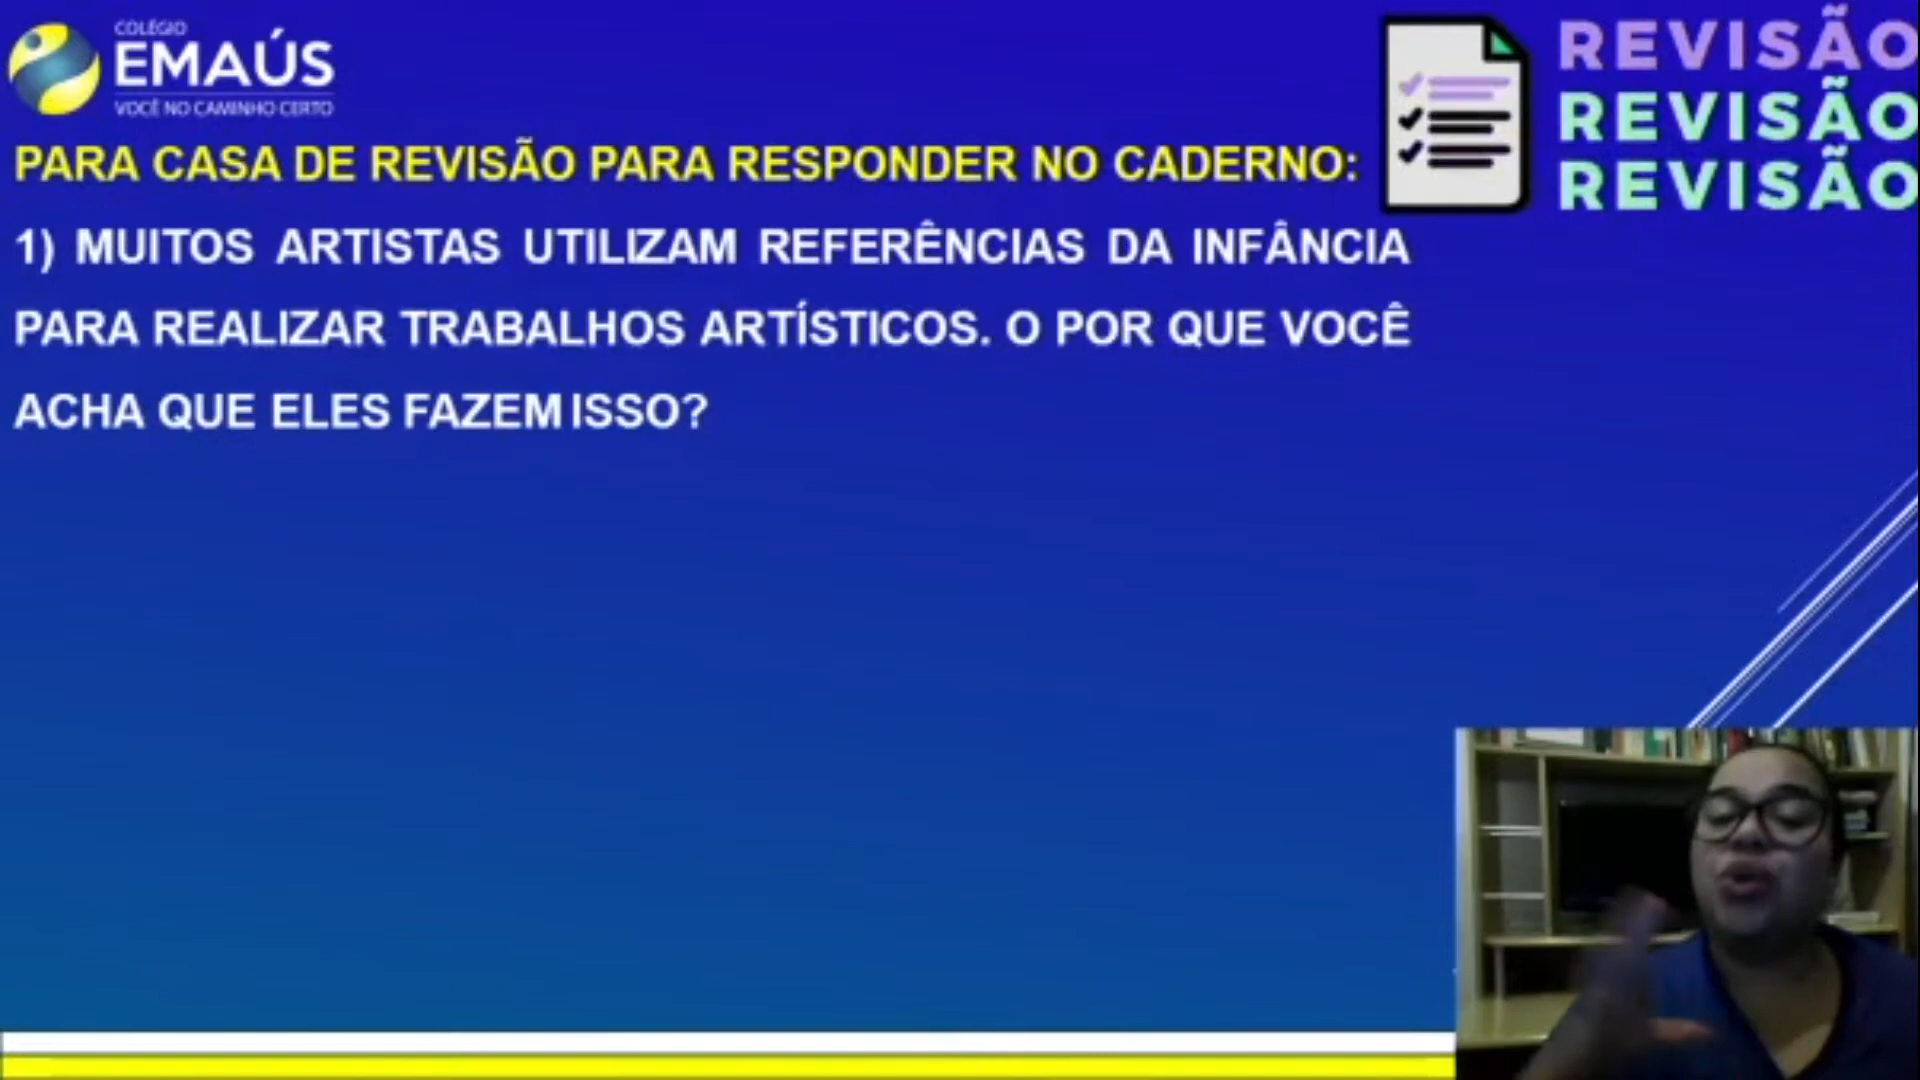 COLÉGIO
EMAÚS
VOCÊ NO CAMINHO CERTO
REVISÃO
REVISÃO
REVISÃO
PARA CASA DE REVISÃO PARA RESPONDER NO CADERNO:
1) MUITOS ARTISTAS UTILIZAM REFERÊNCIAS DA INFÂNCIA
PARA REALIZAR TRABALHOS ARTÍSTICOS. O POR QUE VOCÊ
ACHA QUE ELES FAZEM ISSO?